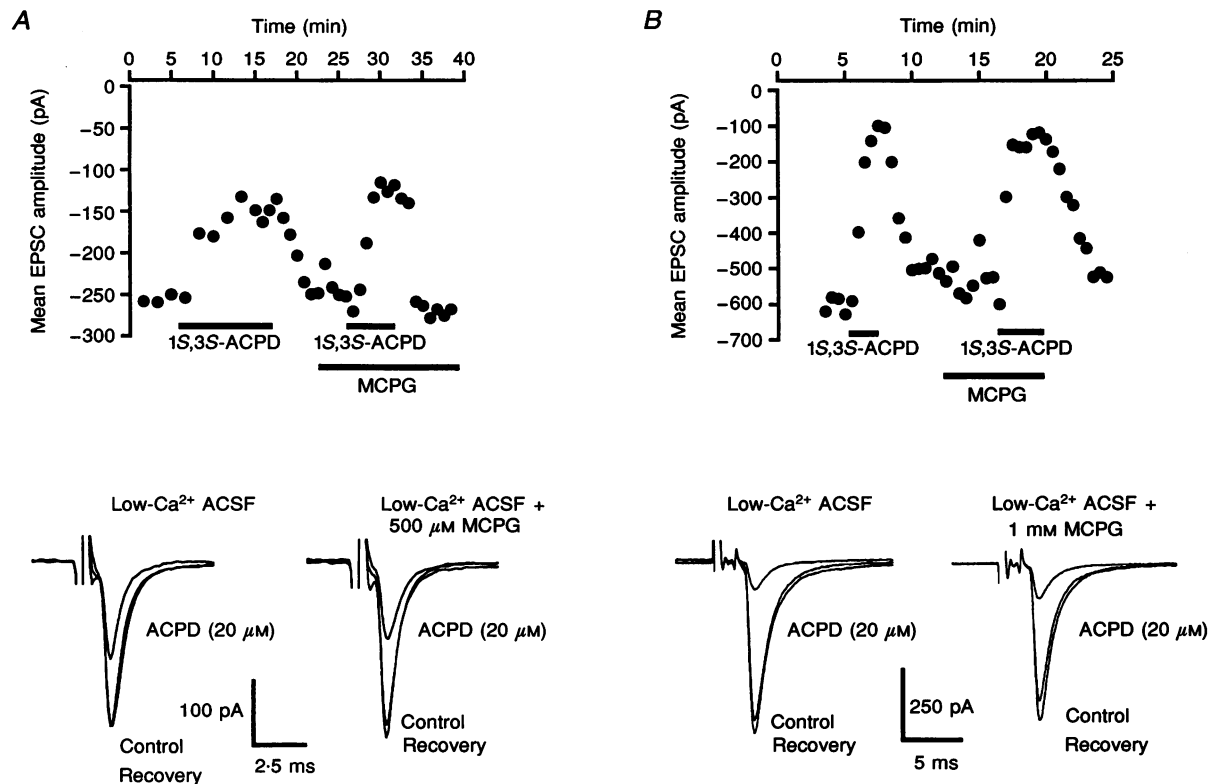 A
Time (min)
0 5 10 15 20 25 30 35 40
Mean EPSC amplitude (pA)
0
−50
−100
−150
−200
−250
−300
1S,3S-ACPD 1S,3S-ACPD
MCPG
Low-Ca²⁺ ACSF
Low-Ca²⁺ ACSF +
500 μM MCPG
ACPD (20 μM)
ACPD (20 μM)
100 pA
2·5 ms
Control
Recovery
Control
Recovery
B
Time (min)
0 5 10 15 20 25
Mean EPSC amplitude (pA)
0
−100
−200
−300
−400
−500
−600
−700
1S,3S-ACPD 1S,3S-ACPD
MCPG
Low-Ca²⁺ ACSF
Low-Ca²⁺ ACSF +
1 mM MCPG
ACPD (20 μM)
ACPD (20 μM)
250 pA
5 ms
Control
Recovery
Control
Recovery